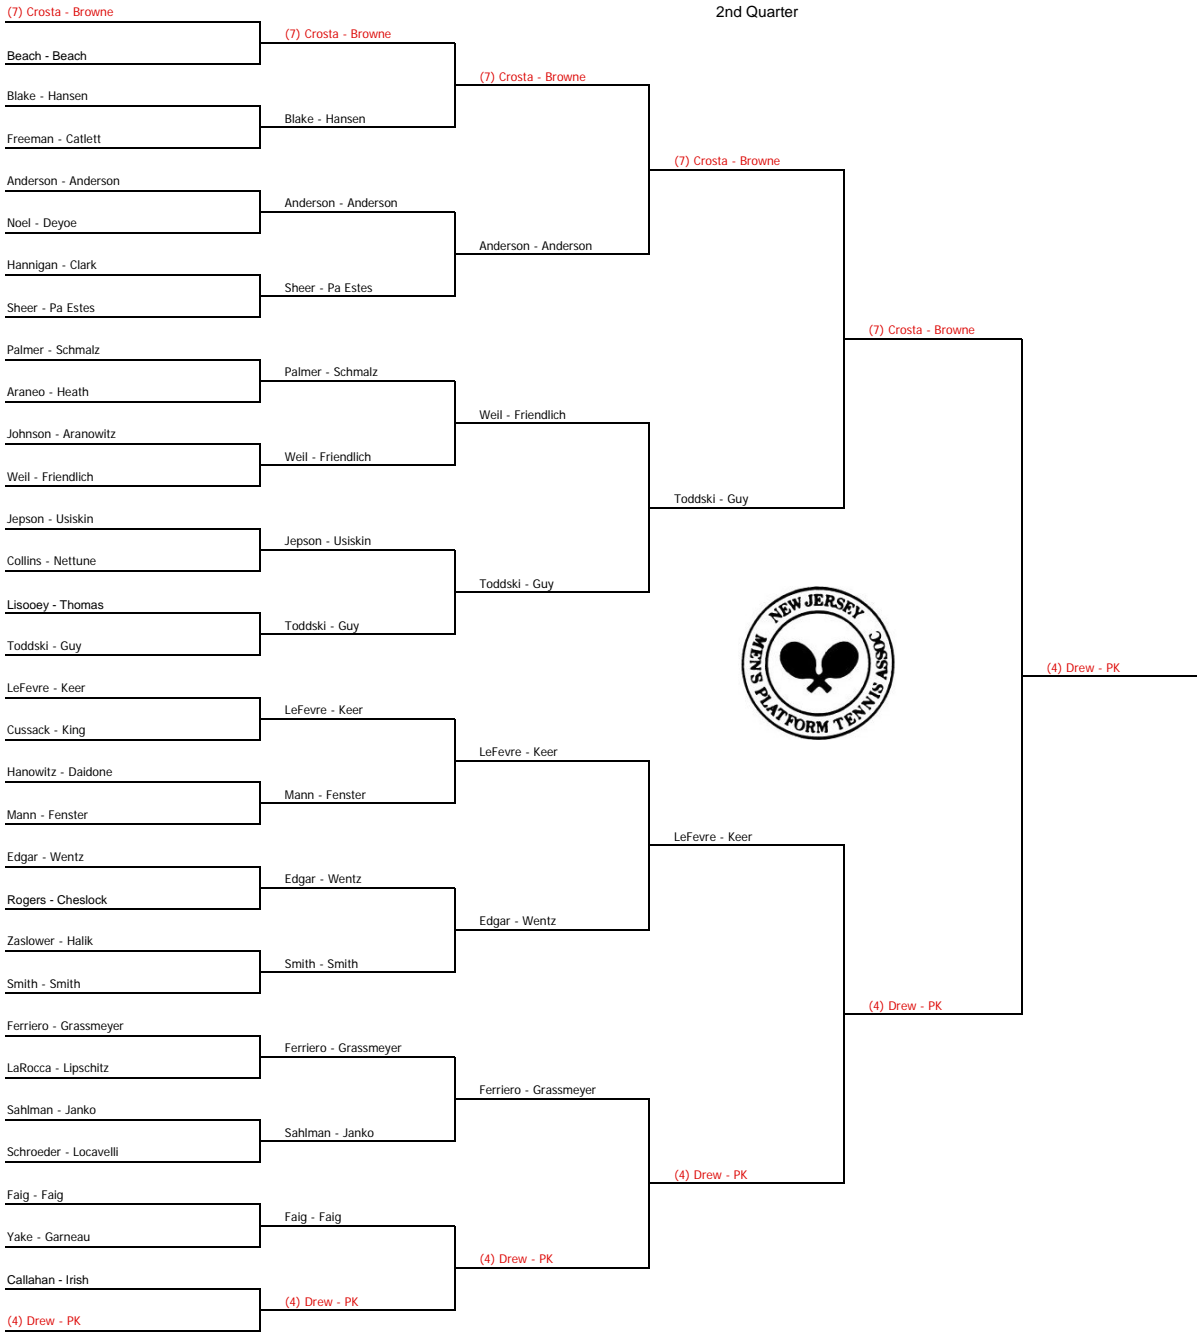 2nd Quarter
(7) Crosta - Browne
Beach - Beach
Blake - Hansen
Freeman - Catlett
Anderson - Anderson
Noel - Deyoe
Hannigan - Clark
Sheer - Pa Estes
Palmer - Schmalz
Araneo - Heath
Johnson - Aranowitz
Weil - Friendlich
Jepson - Usiskin
Collins - Nettune
Lisooey - Thomas
Toddski - Guy
LeFevre - Keer
Cussack - King
Hanowitz - Daidone
Mann - Fenster
Edgar - Wentz
Rogers - Cheslock
Zaslower - Halik
Smith - Smith
Ferriero - Grassmeyer
LaRocca - Lipschitz
Sahlman - Janko
Schroeder - Locavelli
Faig - Faig
Yake - Garneau
Callahan - Irish
(4) Drew - PK
(7) Crosta - Browne
Blake - Hansen
Anderson - Anderson
Sheer - Pa Estes
Palmer - Schmalz
Weil - Friendlich
Jepson - Usiskin
Toddski - Guy
LeFevre - Keer
Mann - Fenster
Edgar - Wentz
Smith - Smith
Ferriero - Grassmeyer
Sahlman - Janko
Faig - Faig
(4) Drew - PK
(7) Crosta - Browne
Anderson - Anderson
Weil - Friendlich
Toddski - Guy
LeFevre - Keer
Edgar - Wentz
Ferriero - Grassmeyer
(4) Drew - PK
(7) Crosta - Browne
Toddski - Guy
LeFevre - Keer
(4) Drew - PK
(7) Crosta - Browne
(4) Drew - PK
(4) Drew - PK
NEW JERSEY
MENS PLATFORM TENNIS ASSOC